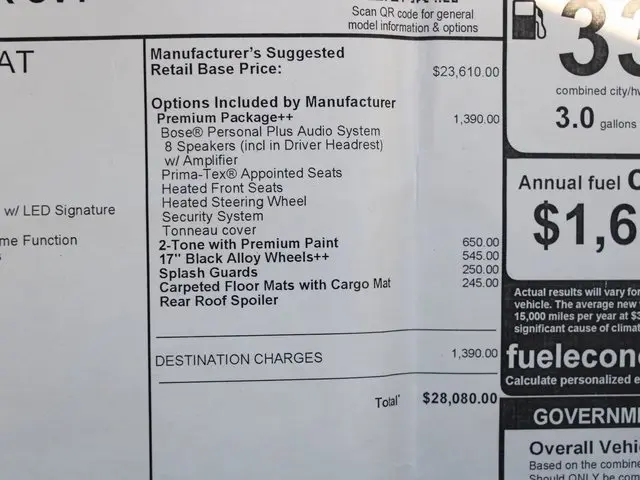 Scan QR code for general
model information & options
AT
Manufacturer's Suggested
Retail Base Price: $23,610.00
Options Included by Manufacturer
Premium Package++ 1,390.00
Bose® Personal Plus Audio System
8 Speakers (incl in Driver Headrest)
w/ Amplifier
Prima-Tex® Appointed Seats
Heated Front Seats
Heated Steering Wheel
Security System
Tonneau cover
2-Tone with Premium Paint 650.00
17" Black Alloy Wheels++ 545.00
Splash Guards 250.00
Carpeted Floor Mats with Cargo Mat 245.00
Rear Roof Spoiler
DESTINATION CHARGES 1,390.00
Total* $28,080.00
w/ LED Signature
me Function
combined city/hw
3.0 gallons
Annual fuel
$1,6
Actual results will vary for
vehicle. The average new
15,000 miles per year at $3
significant cause of climat
fuelecon
Calculate personalized e
GOVERNM
Overall Vehi
Based on the combine
Should ONLY be com